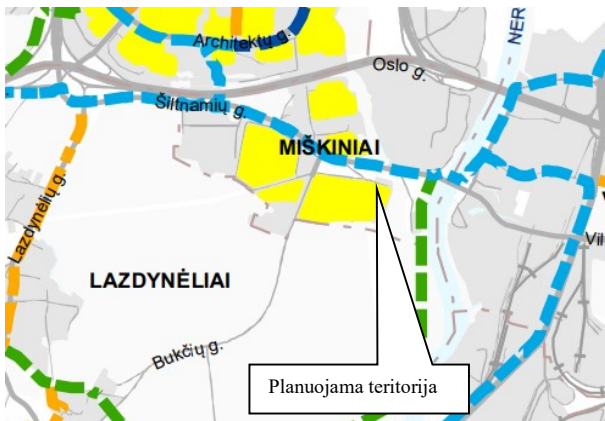 Architektų g.
NER
Oslo g.
Šiltnamių g.
MIŠKINIAI
Lazdynėlių g.
Vil
LAZDYNĖLIAI
Bukčių g.
Planuojama teritorija